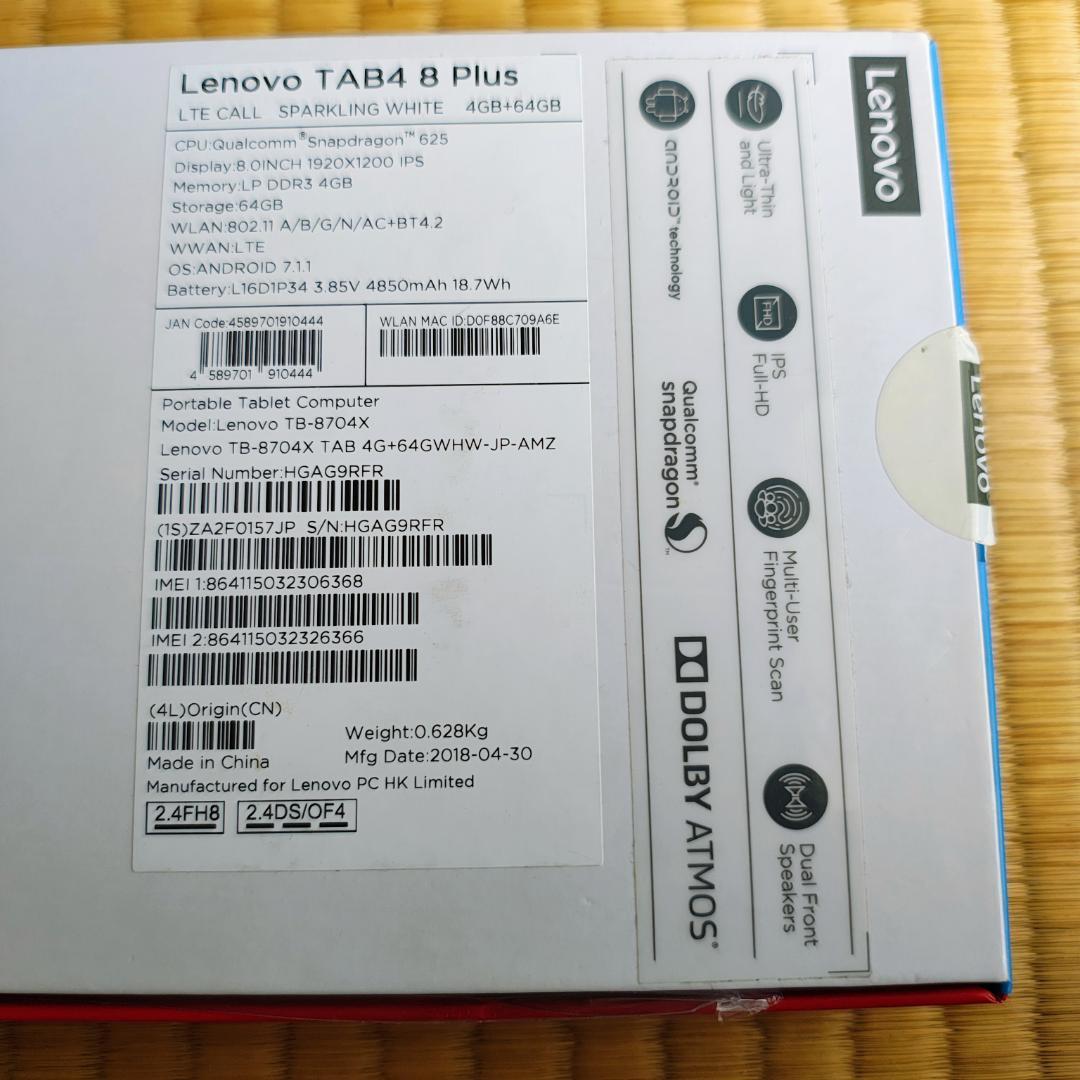 Lenovo TAB4 8 Plus
LTE CALL SPARKLING WHITE 4GB+64GB
CPU:Qualcomm®Snapdragon™ 625
Display:8.0INCH 1920X1200 IPS
Memory:LP DDR3 4GB
Storage:64GB
WLAN:802.11 A/B/G/N/AC+BT4.2
WWAN:LTE
OS:ANDROID 7.1.1
Battery:L16D1P34 3.85V 4850mAh 18.7Wh
JAN Code:4589701910444
4 589701 910444
WLAN MAC ID:D0F88C709A6E
Portable Tablet Computer
Model:Lenovo TB-8704X
Lenovo TB-8704X TAB 4G+64GWHW-JP-AMZ
Serial Number:HGAG9RFR
(1S)ZA2F0157JP S/N:HGAG9RFR
IMEI 1:864115032306368
IMEI 2:864115032326366
(4L)Origin(CN)
Made in China
Weight:0.628Kg
Mfg Date:2018-04-30
Manufactured for Lenovo PC HK Limited
2.4FH8
2.4DS/OF4
Lenovo
Ultra-Thin
and Light
FHD
IPS
Full-HD
Multi-User
Fingerprint Scan
Dual Front
Speakers
ANDROID™ technology
Qualcomm®
snapdragon™
DOLBY ATMOS®
Lenovo